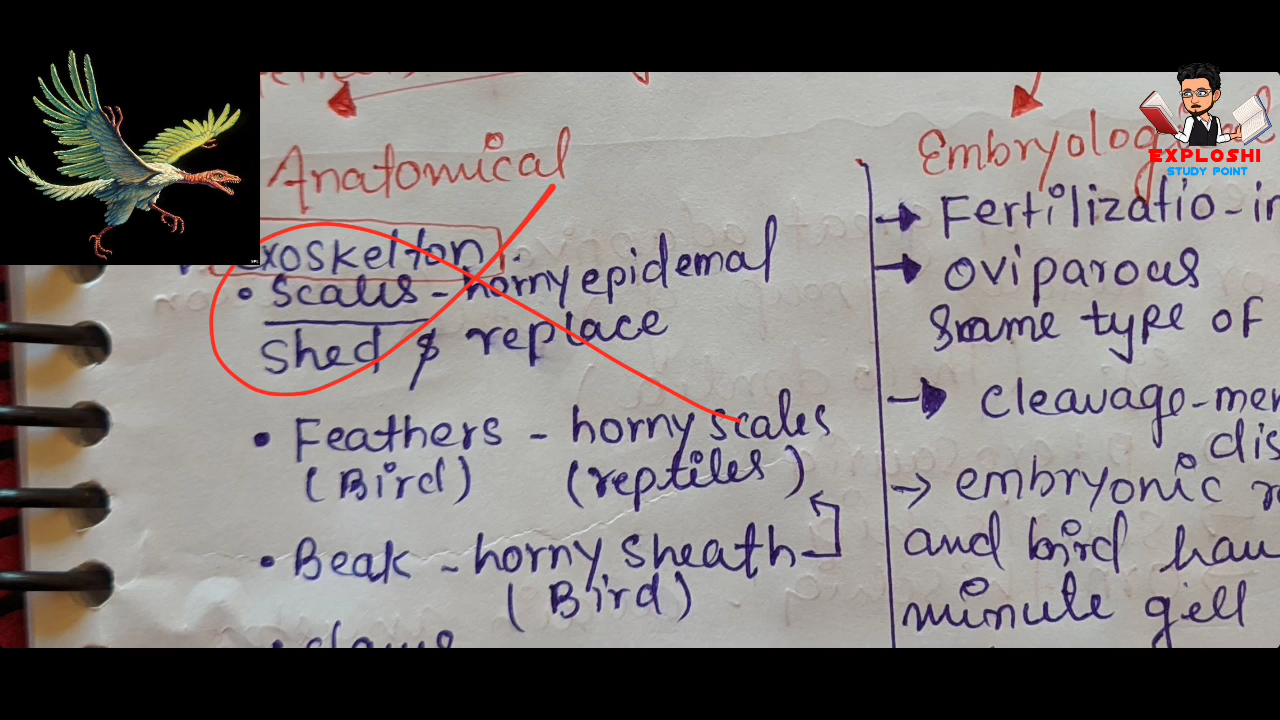 Anatomical
Exoskelton
• Scales - horny epidemal
shed & replace
• Feathers - horny scales
(Bird) (reptiles)
• Beak - horny sheath
(Bird)
Embryolog
→ Fertilizatio-in
→ oviparous
same type of
→ cleavage-mer
dis
→ embryonic
and bird hau
minute gill
EXPLOSHI
STUDY POINT